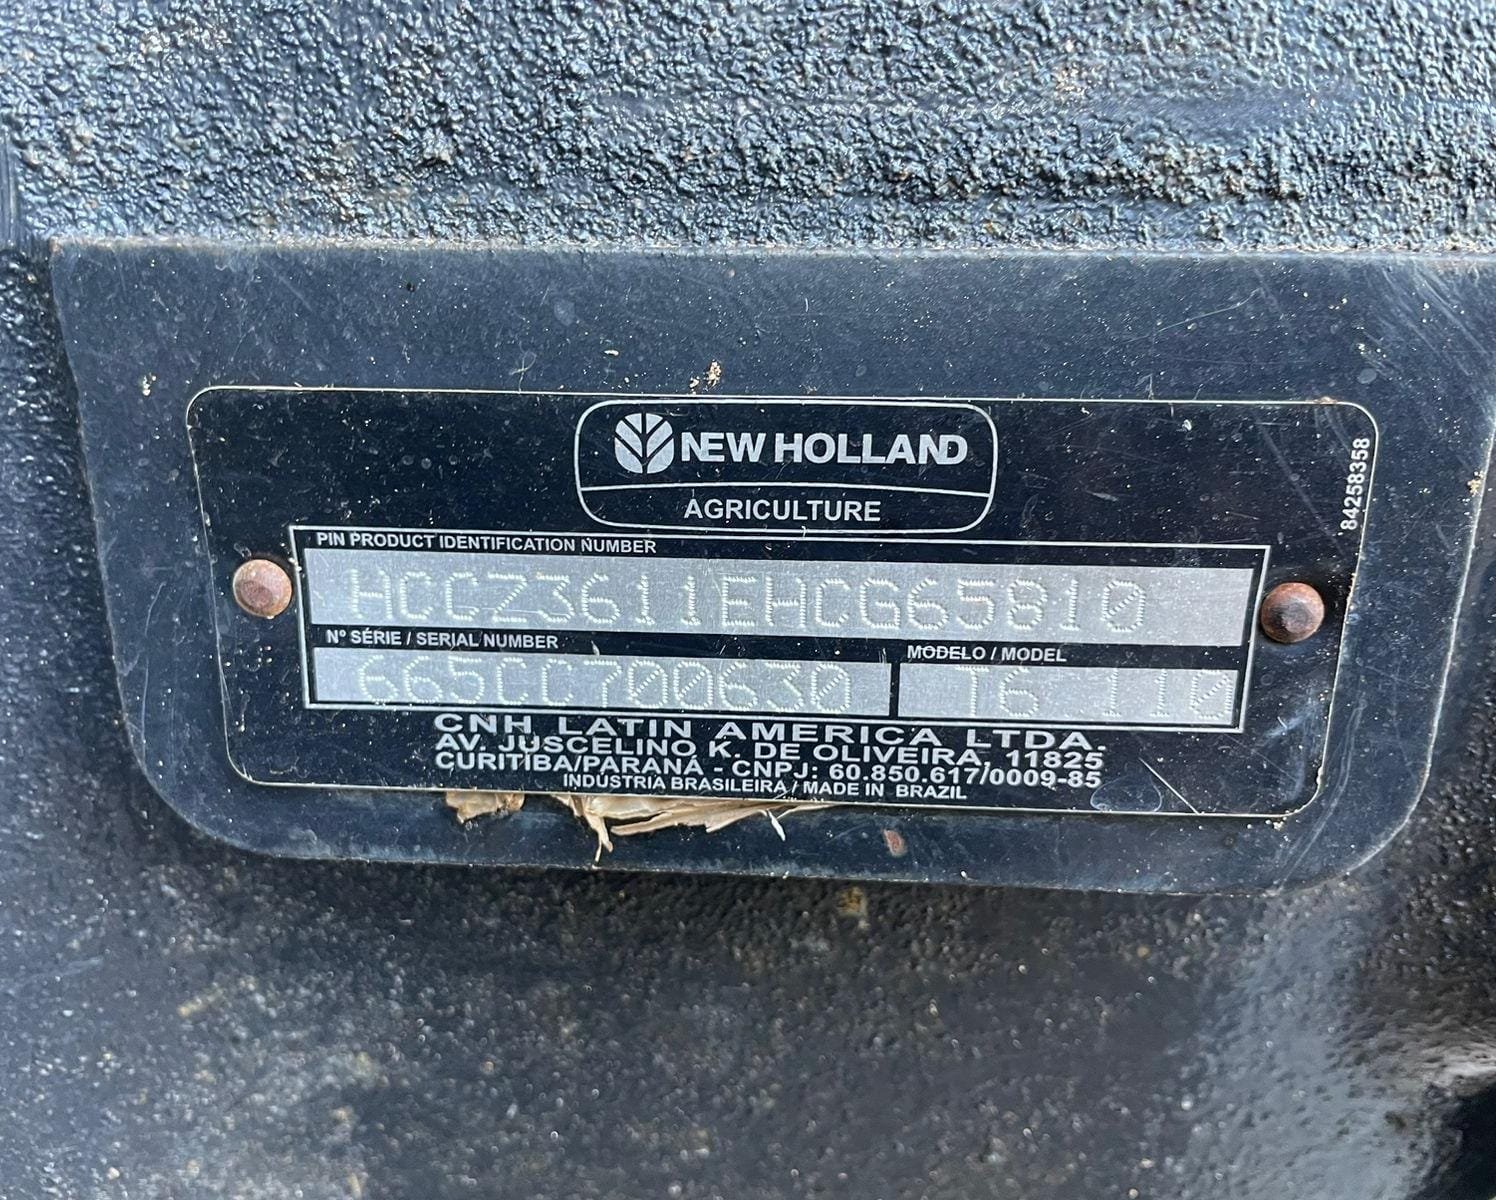 NEW HOLLAND
AGRICULTURE
84258358
PIN PRODUCT IDENTIFICATION NUMBER
HCCZ3611EHCG65810
Nº SÉRIE / SERIAL NUMBER
665CC700630
MODELO / MODEL
T6 110
CNH LATIN AMERICA LTDA.
AV. JUSCELINO K. DE OLIVEIRA, 11825
CURITIBA/PARANÁ - CNPJ: 60.850.617/0009-85
INDÚSTRIA BRASILEIRA / MADE IN BRAZIL